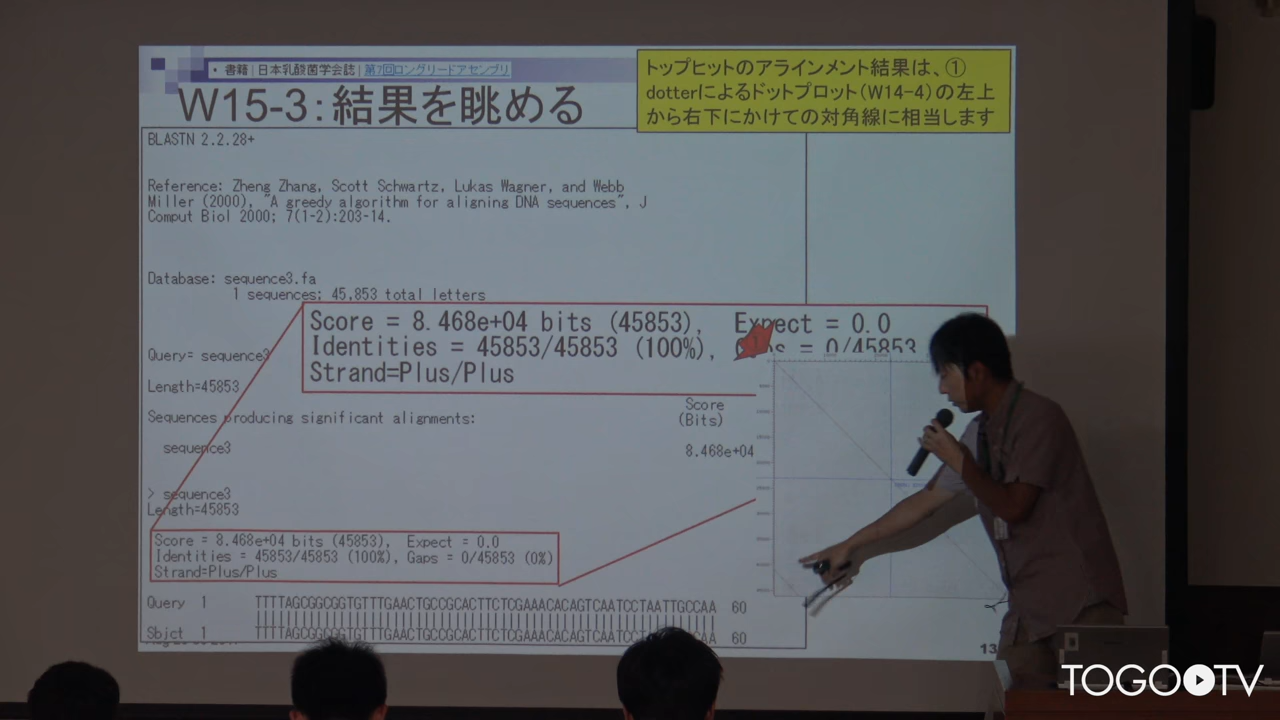 ・ 書籍 | 日本乳酸菌学会誌 | 第7回ロングリードアセンブリ
W15-3：結果を眺める
トップヒットのアラインメント結果は、①
dotterによるドットプロット（W14-4）の左上
から右下にかけての対角線に相当します
BLASTN 2.2.28+
Reference: Zheng Zhang, Scott Schwartz, Lukas Wagner, and Webb
Miller (2000), "A greedy algorithm for aligning DNA sequences", J
Comput Biol 2000; 7(1-2):203-14.
Database: sequence3.fa
1 sequences; 45,853 total letters
Score = 8.468e+04 bits (45853), Expect = 0.0
Identities = 45853/45853 (100%), Gaps = 0/45853
Strand=Plus/Plus
Query= sequence3
Length=45853
Score
Sequences producing significant alignments: (Bits)
sequence3 8.468e+04
> sequence3
Length=45853
Score = 8.468e+04 bits (45853), Expect = 0.0
Identities = 45853/45853 (100%), Gaps = 0/45853 (0%)
Strand=Plus/Plus
Query 1 TTTTAGCGGCGGTGTTTGAACTGCCGCACTTCTCGAAACACAGTCAATCCTAATTGCCAA 60
Sbjct 1 60
13
TOGO TV